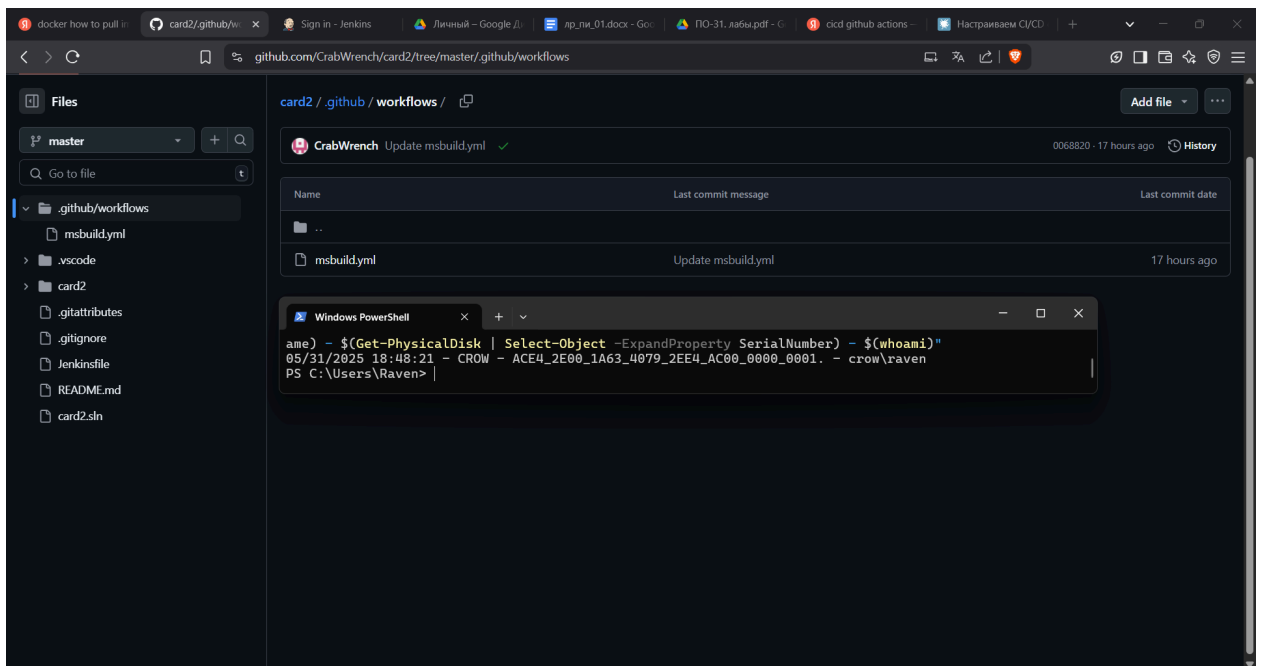 docker how to pull in
card2/.github/wo
Sign in - Jenkins
Личный – Google Ди
лр_пи_01.docx - Goo
ПО-31. лабы.pdf - G
cicd github actions –
Настраиваем CI/CD
github.com/CrabWrench/card2/tree/master/.github/workflows
Files
card2 / .github / workflows /
Add file
master
CrabWrench Update msbuild.yml
0068820 · 17 hours ago
History
Go to file
t
Name Last commit message Last commit date
.github/workflows
..
msbuild.yml
msbuild.yml Update msbuild.yml 17 hours ago
.vscode
card2
.gitattributes
.gitignore
Jenkinsfile
README.md
card2.sln
Windows PowerShell
ame) - $(Get-PhysicalDisk | Select-Object -ExpandProperty SerialNumber) - $(whoami)"
05/31/2025 18:48:21 - CROW - ACE4_2E00_1A63_4079_2EE4_AC00_0000_0001. - crow\raven
PS C:\Users\Raven>